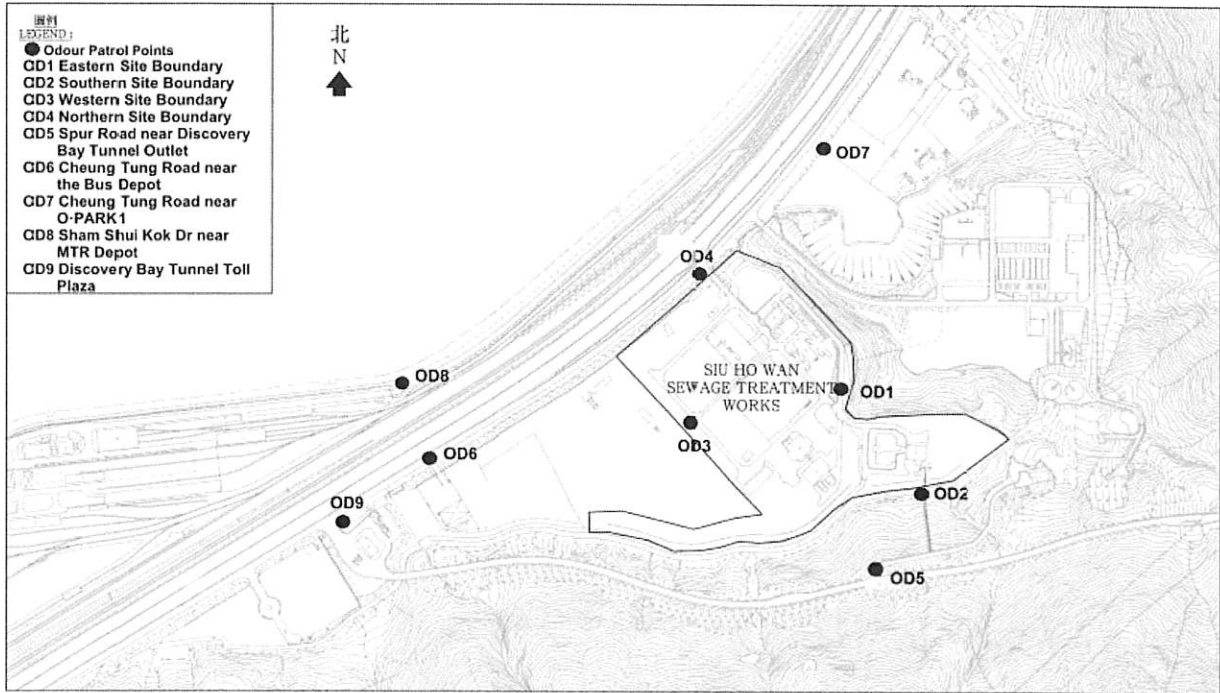 圖例
LEGEND :
Odour Patrol Points
OD1 Eastern Site Boundary
OD2 Southern Site Boundary
OD3 Western Site Boundary
OD4 Northern Site Boundary
OD5 Spur Road near Discovery
Bay Tunnel Outlet
OD6 Cheung Tung Road near
the Bus Depot
OD7 Cheung Tung Road near
O·PARK1
OD8 Sham Shui Kok Dr near
MTR Depot
OD9 Discovery Bay Tunnel Toll
Plaza
北
N
OD7
OD4
SIU HO WAN
SEWAGE TREATMENT
WORKS
OD8
OD1
OD3
OD6
OD2
OD9
OD5